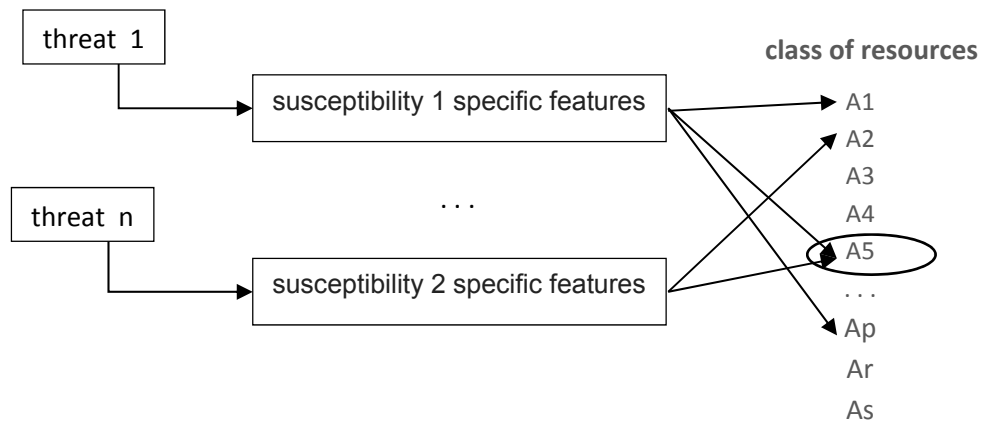 threat 1
class of resources
susceptibility 1 specific features
A1
A2
A3
A4
A5
. . .
Ap
Ar
As
. . .
threat n
susceptibility 2 specific features